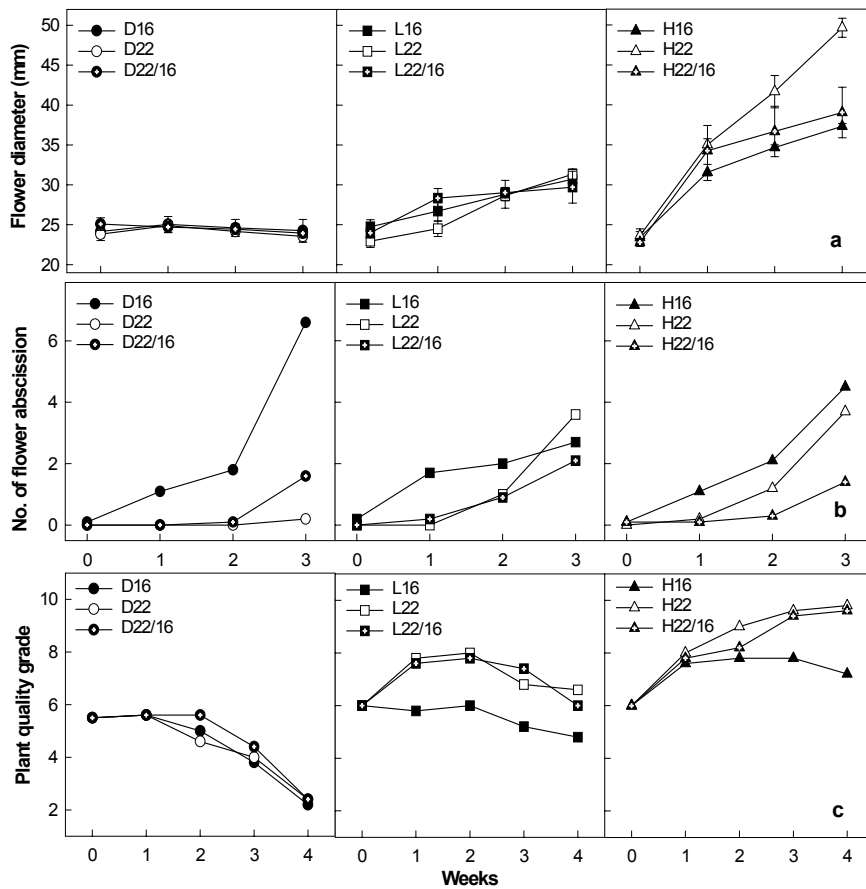 Flower diameter (mm)
50
45
40
35
30
25
20
D16
D22
D22/16
L16
L22
L22/16
H16
H22
H22/16
a
No. of flower abscission
6
4
2
0
D16
D22
D22/16
L16
L22
L22/16
H16
H22
H22/16
b
0 1 2 3 0 1 2 3 0 1 2 3
Plant quality grade
10
8
6
4
2
D16
D22
D22/16
L16
L22
L22/16
H16
H22
H22/16
c
0 1 2 3 4 0 1 2 3 4 0 1 2 3 4
Weeks